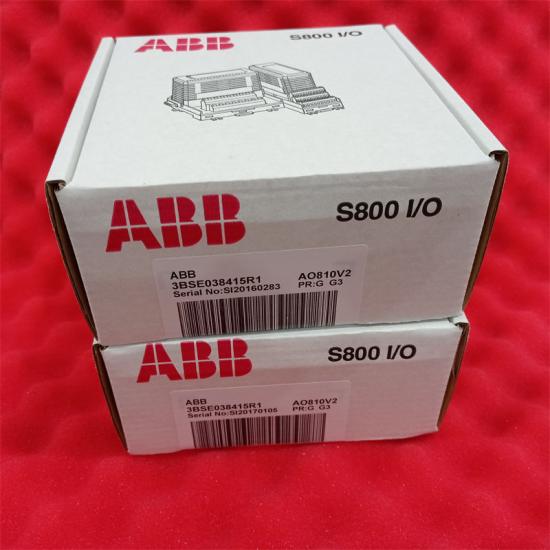 ABB S800 I/O
ABB S800 I/O
ABB
3BSE038415R1 AO810V2
Serial No:SI20160283 PR:G G3
ABB S800 I/O
ABB
3BSE038415R1 AO810V2
Serial No:SI20170105 PR:G G3